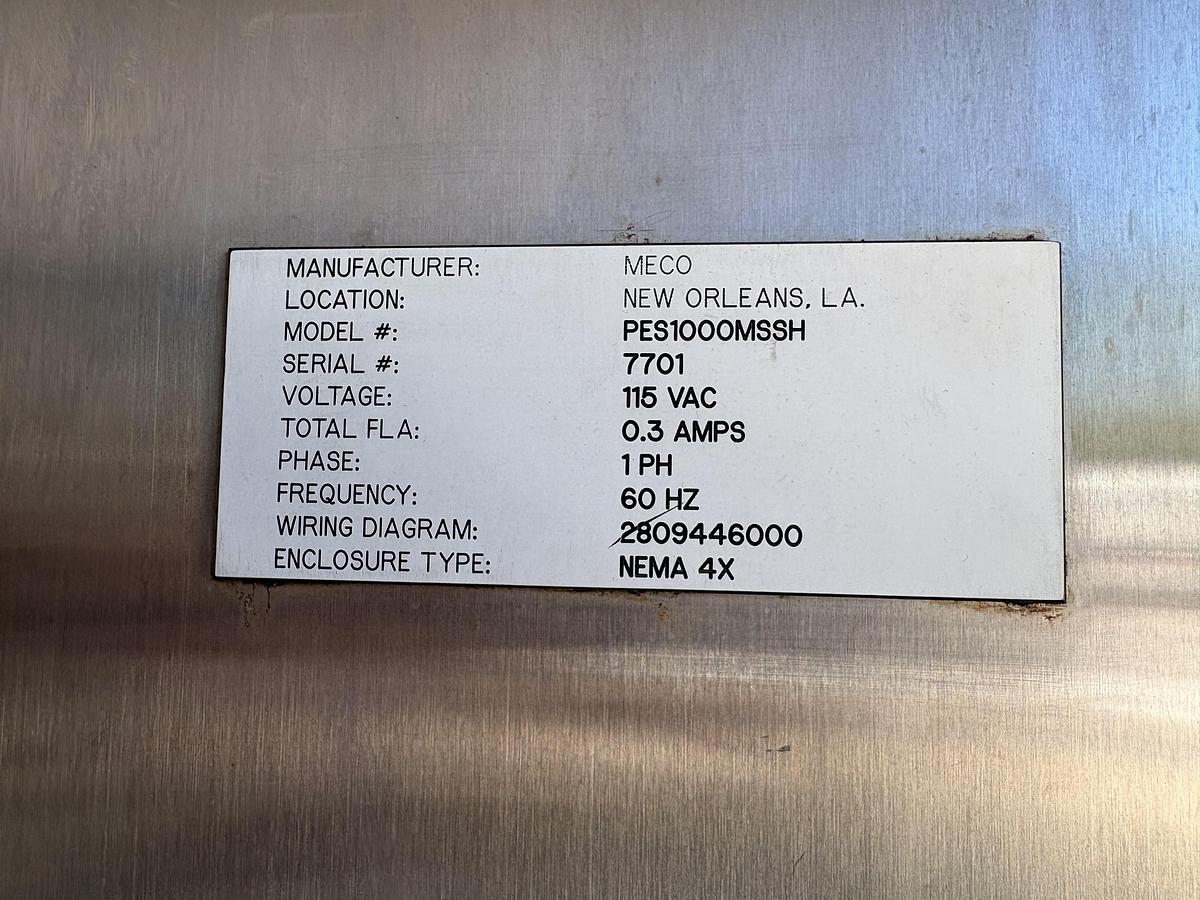 MANUFACTURER: MECO
LOCATION: NEW ORLEANS, LA.
MODEL #: PES1000MSSH
SERIAL #: 7701
VOLTAGE: 115 VAC
TOTAL FLA: 0.3 AMPS
PHASE: 1 PH
FREQUENCY: 60 HZ
WIRING DIAGRAM: 2809446000
ENCLOSURE TYPE: NEMA 4X